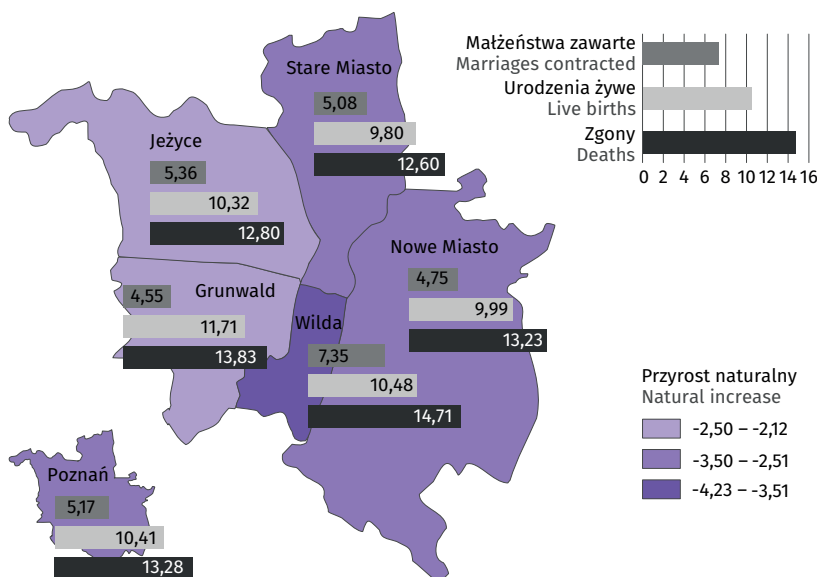 Małżeństwa zawarte
Marriages contracted
Urodzenia żywe
Live births
Zgony
Deaths
0 2 4 6 8 10 12 14 16
Stare Miasto
5,08
9,80
12,60
Jeżyce
5,36
10,32
12,80
Nowe Miasto
4,75
9,99
13,23
Grunwald
4,55
11,71
13,83
Wilda
7,35
10,48
14,71
Przyrost naturalny
Natural increase
-2,50 – -2,12
-3,50 – -2,51
-4,23 – -3,51
Poznań
5,17
10,41
13,28